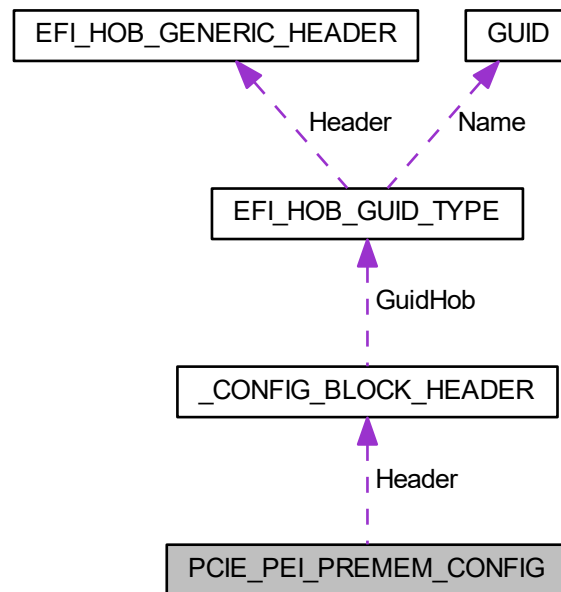 EFI_HOB_GENERIC_HEADER
GUID
Header
Name
EFI_HOB_GUID_TYPE
GuidHob
_CONFIG_BLOCK_HEADER
Header
PCIE_PEI_PREMEM_CONFIG